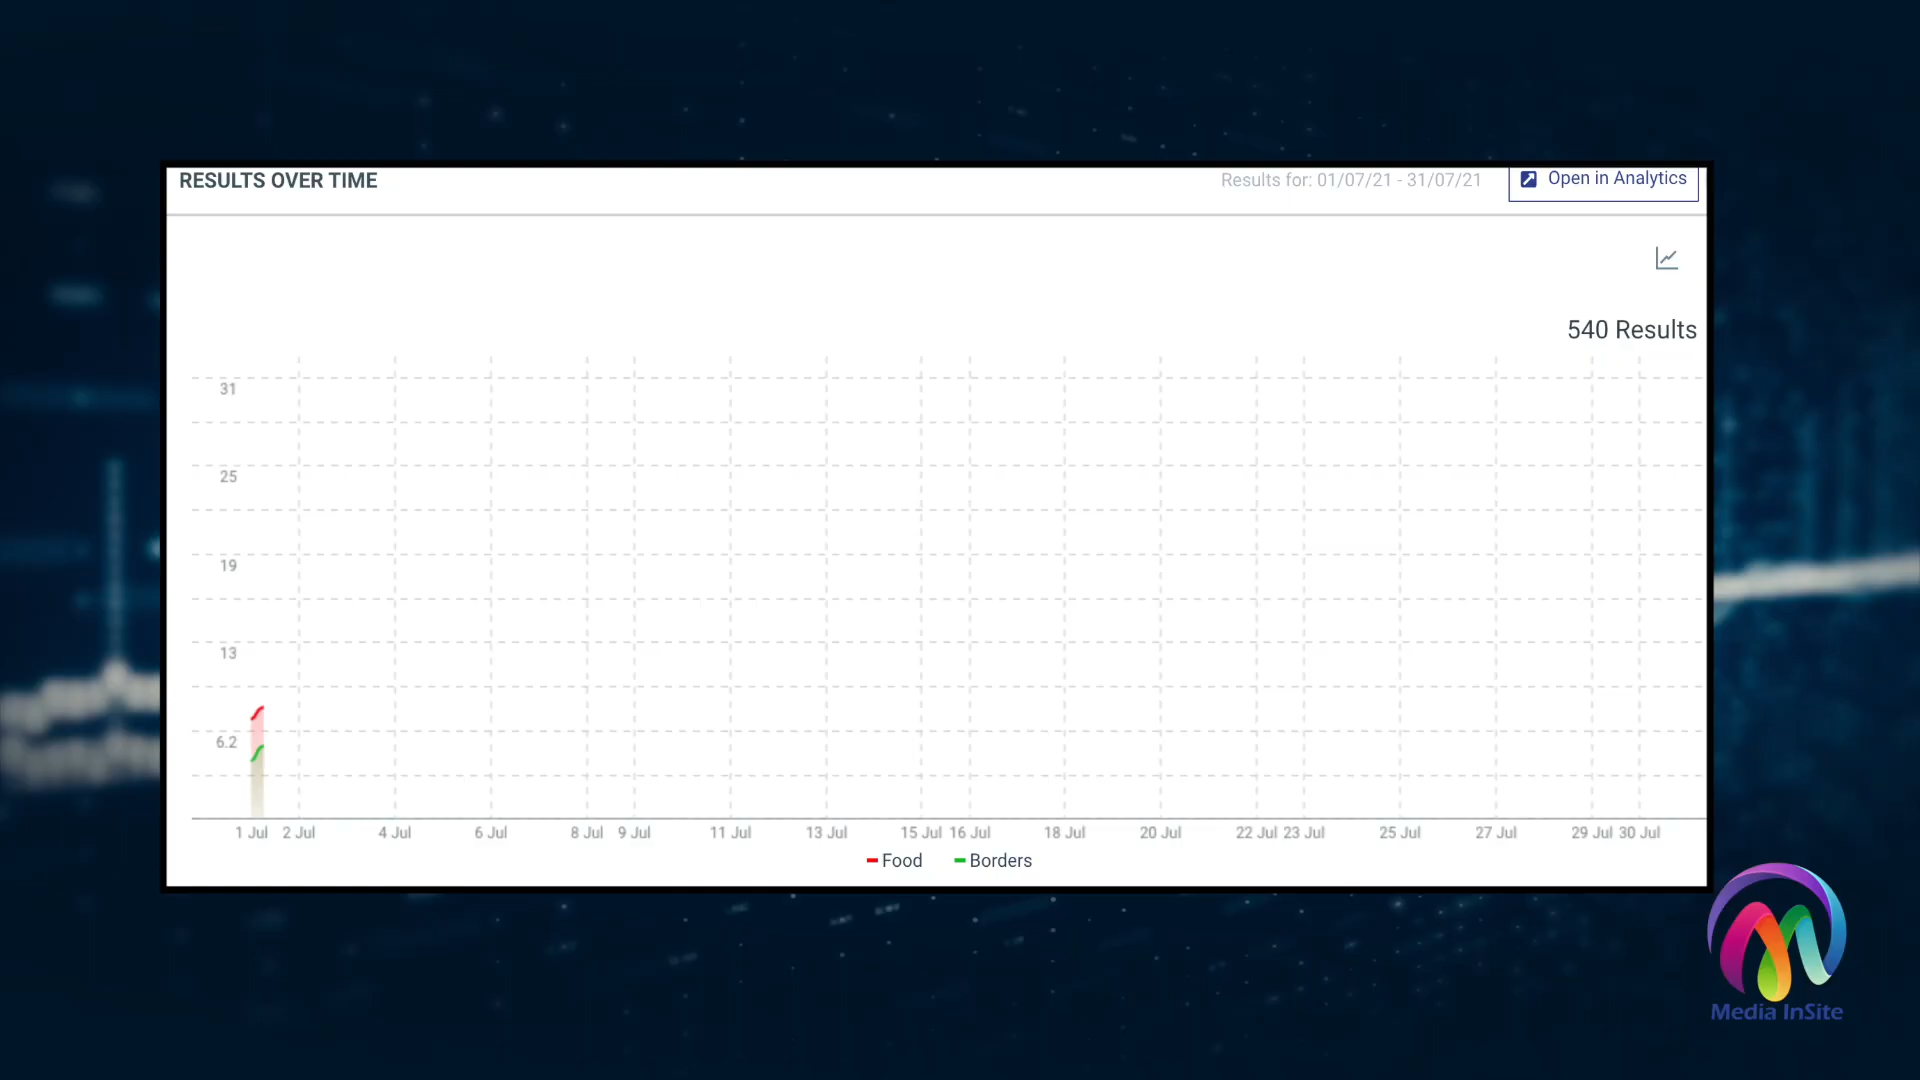 RESULTS OVER TIME
Results for: 01/07/21 - 31/07/21
Open in Analytics
540 Results
31
25
19
13
6.2
1 Jul 2 Jul 4 Jul 6 Jul 8 Jul 9 Jul 11 Jul 13 Jul 15 Jul 16 Jul 18 Jul 20 Jul 22 Jul 23 Jul 25 Jul 27 Jul 29 Jul 30 Jul
Food Borders
Media InSite